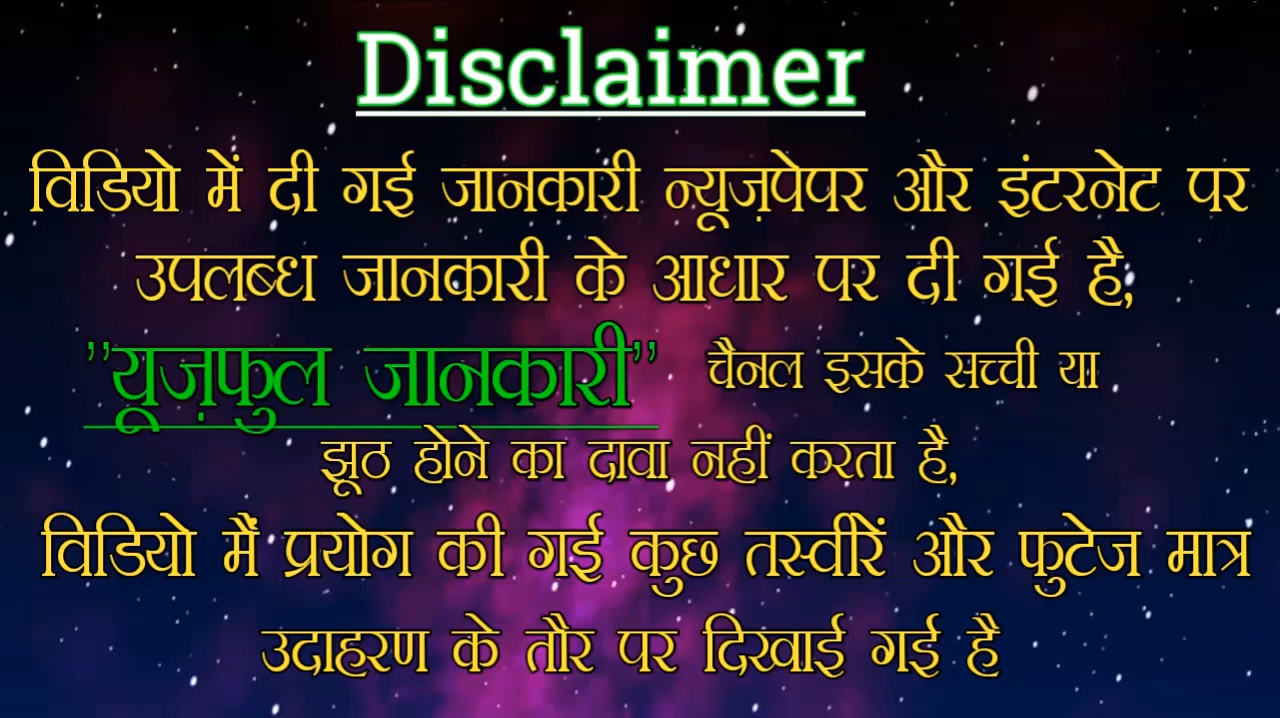 Disclaimer
विडियो में दी गई जानकारी न्यूज़पेपर और इंटरनेट पर
उपलब्ध जानकारी के आधार पर दी गई है,
"यूज़फुल जानकारी" चैनल इसके सच्ची या
झूठ होने का दावा नहीं करता है,
विडियो मैं प्रयोग की गई कुछ तस्वीरें और फुटेज मात्र
उदाहरण के तौर पर दिखाई गई है